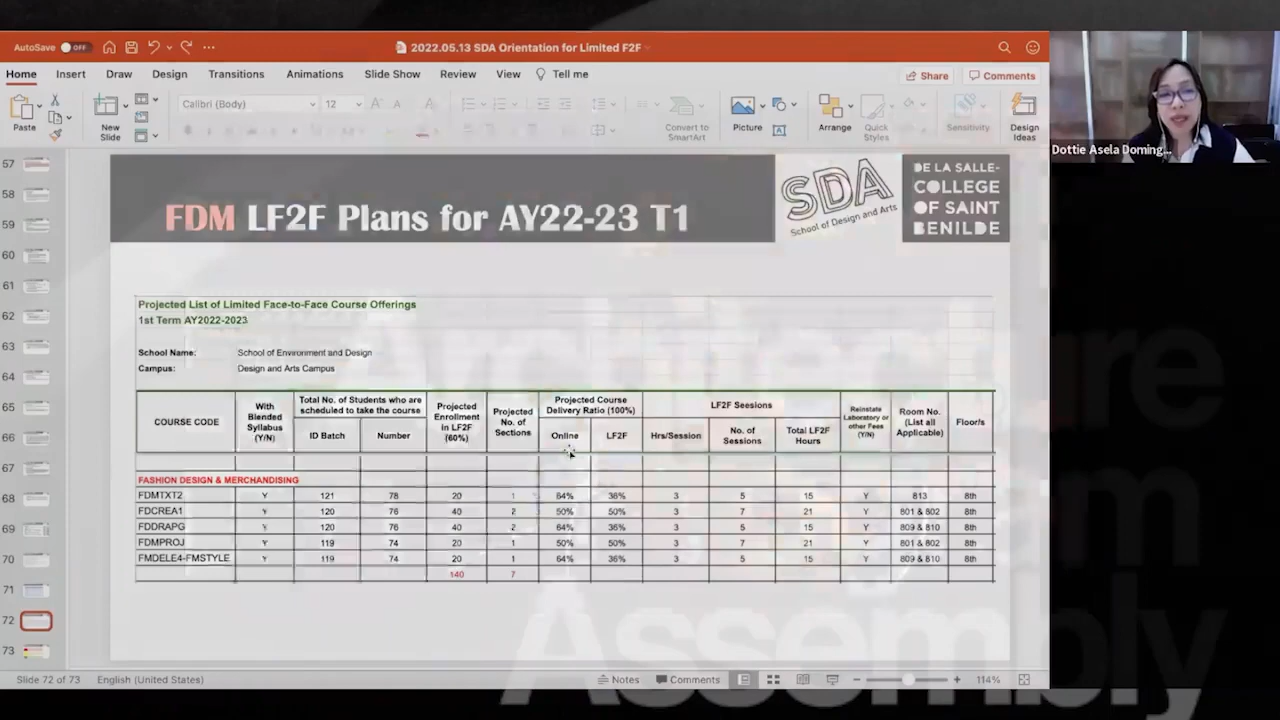 AutoSave OFF 2022.05.13 SDA Orientation for Limited F2F
Home Insert Draw Design Transitions Animations Slide Show Review View Tell me Share Comments
Calibri (Body) 12
Paste New Slide Convert to SmartArt Picture Arrange Quick Styles Sensitivity Design Ideas
Dottie Asela Doming...
57
58
59
60
61
62
63
64
65
66
67
68
69
70
71
72
73
FDM LF2F Plans for AY22-23 T1
SDA
School of Design and Arts
DE LA SALLE-
COLLEGE
OF SAINT
BENILDE
Projected List of Limited Face-to-Face Course Offerings
1st Term AY2022-2023
School Name: School of Environment and Design
Campus: Design and Arts Campus
COURSE CODE With Blended Syllabus (Y/N) Total No. of Students who are scheduled to take the course Projected Enrollment in LF2F (60%) Projected No. of Sections Projected Course Delivery Ratio (100%) LF2F Sessions Reinstate Laboratory or other Fees (Y/N) Room No. (List all Applicable) Floor/s
ID Batch Number Online LF2F Hrs/Session No. of Sessions Total LF2F Hours
FASHION DESIGN & MERCHANDISING
FDMTXT2 Y 121 78 20 1 64% 36% 3 5 15 Y 813 8th
FDCREA1 Y 120 76 40 2 50% 50% 3 7 21 Y 801 & 802 8th
FDDRAPG Y 120 76 40 2 64% 36% 3 5 15 Y 809 & 810 8th
FDMPROJ Y 119 74 20 1 50% 50% 3 7 21 Y 801 & 802 8th
FMDELE4-FMSTYLE Y 119 74 20 1 64% 36% 3 5 15 Y 809 & 810 8th
140 7
Architecture
Assembly
Slide 72 of 73 English (United States) Notes Comments 114%